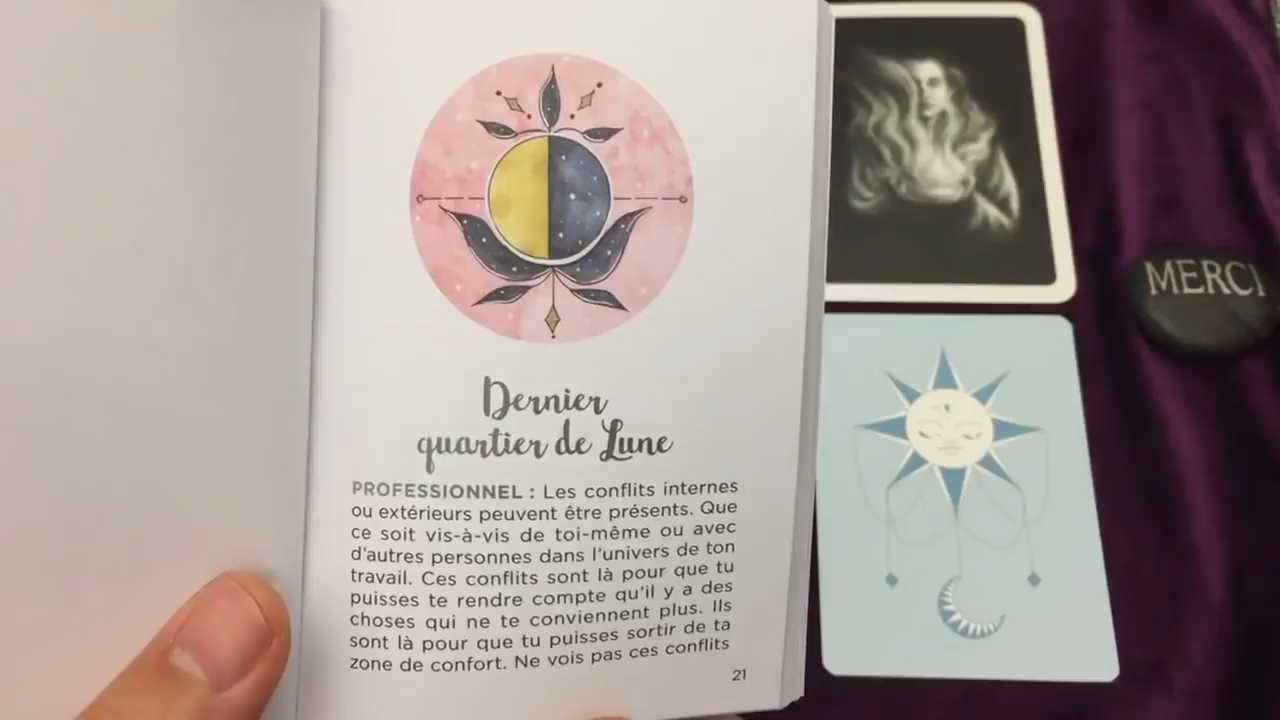 Dernier
quartier de Lune
PROFESSIONNEL : Les conflits internes
ou extérieurs peuvent être présents. Que
ce soit vis-à-vis de toi-même ou avec
d'autres personnes dans l'univers de ton
travail. Ces conflits sont là pour que tu
puisses te rendre compte qu'il y a des
choses qui ne te conviennent plus. Ils
sont là pour que tu puisses sortir de ta
zone de confort. Ne vois pas ces conflits
21
MERCI